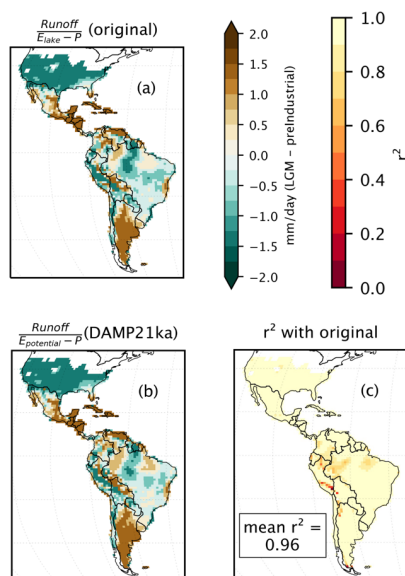 Runoff
E_lake − P (original)
(a)
2.0
1.5
1.0
0.5
0.0
−0.5
−1.0
−1.5
−2.0
mm/day (LGM − preIndustrial)
1.0
0.8
0.6
0.4
0.2
0.0
r²
Runoff
E_potential − P (DAMP21ka)
(b)
r² with original
(c)
mean r² =
0.96